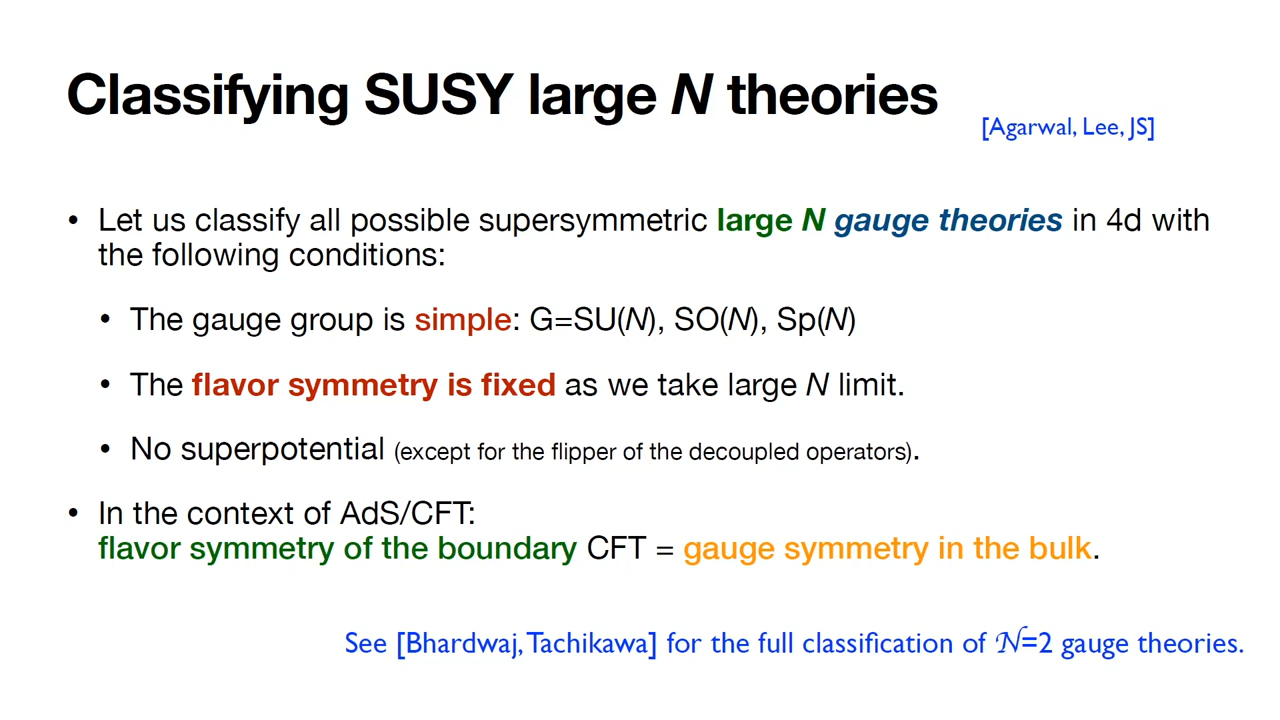 Classifying SUSY large N theories
[Agarwal, Lee, JS]
• Let us classify all possible supersymmetric large N gauge theories in 4d with
the following conditions:
• The gauge group is simple: G=SU(N), SO(N), Sp(N)
• The flavor symmetry is fixed as we take large N limit.
• No superpotential (except for the flipper of the decoupled operators).
• In the context of AdS/CFT:
flavor symmetry of the boundary CFT = gauge symmetry in the bulk.
See [Bhardwaj, Tachikawa] for the full classification of 𝒩=2 gauge theories.